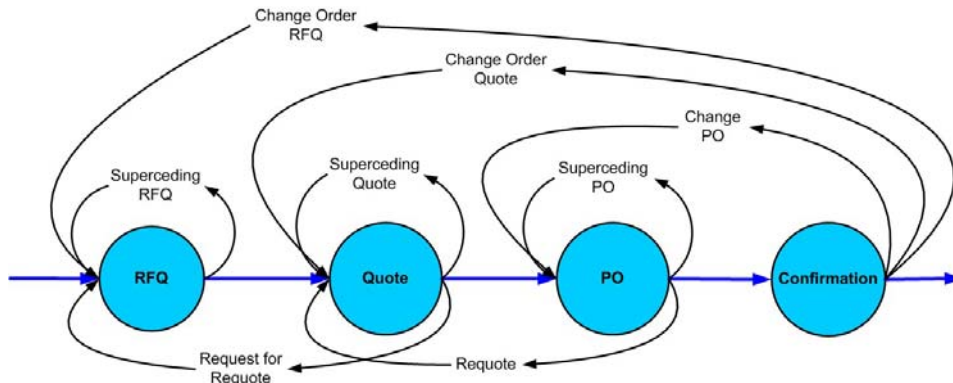 Change Order
RFQ
Change Order
Quote
Change
PO
Superceding
RFQ
Superceding
Quote
Superceding
PO
RFQ
Quote
PO
Confirmation
Request for
Requote
Requote